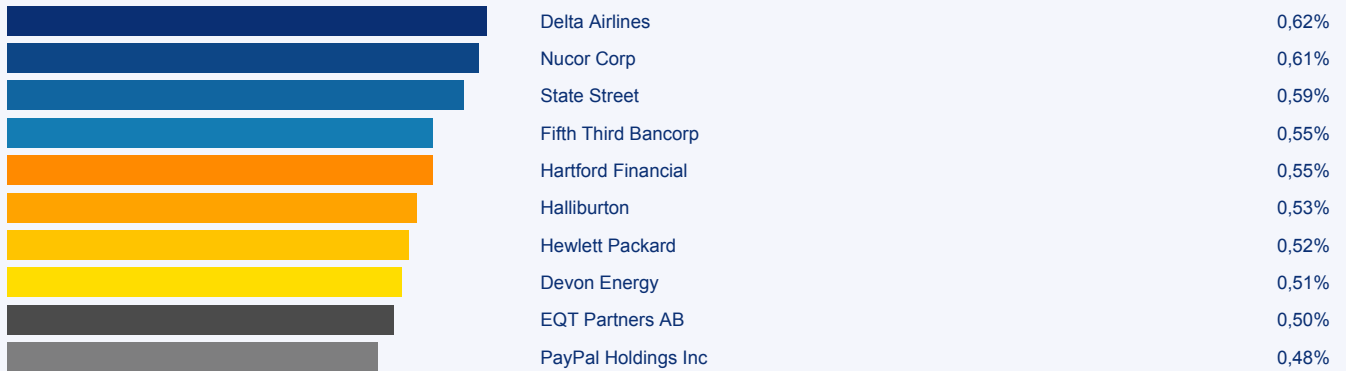 Delta Airlines 0,62%
Nucor Corp 0,61%
State Street 0,59%
Fifth Third Bancorp 0,55%
Hartford Financial 0,55%
Halliburton 0,53%
Hewlett Packard 0,52%
Devon Energy 0,51%
EQT Partners AB 0,50%
PayPal Holdings Inc 0,48%